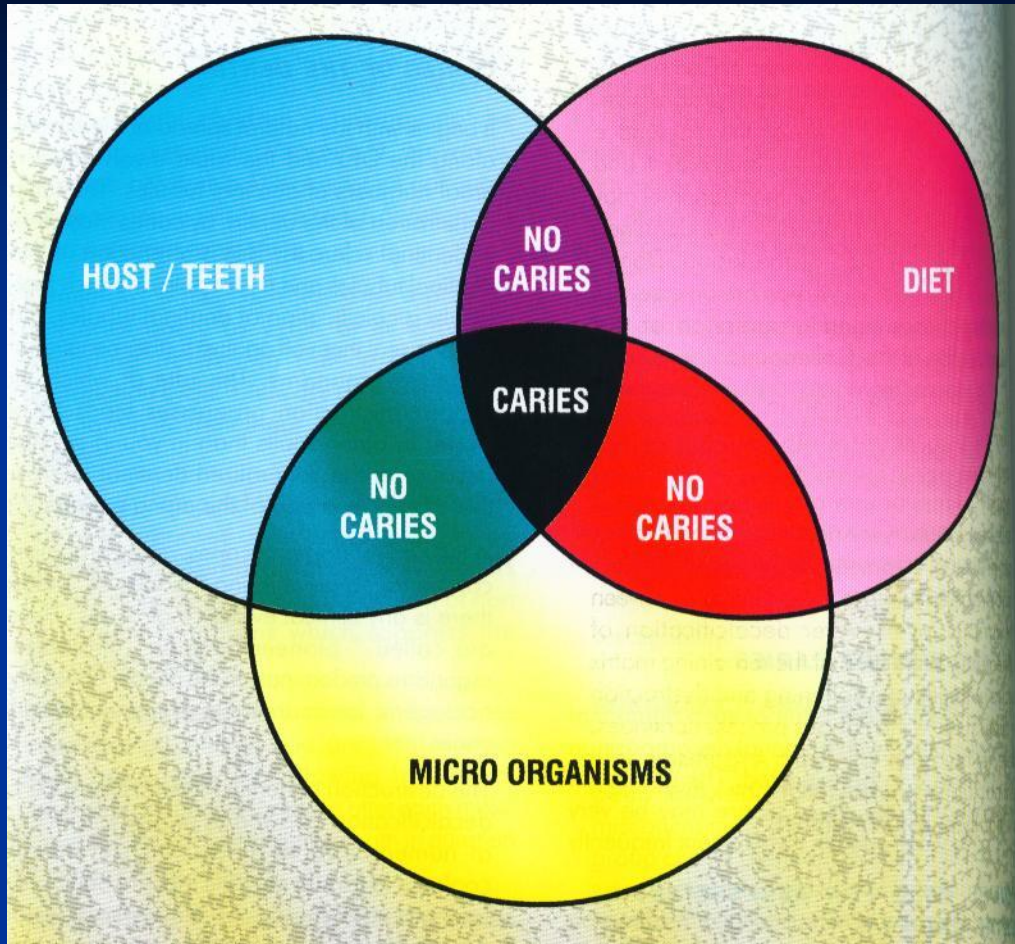 NO
CARIES
HOST / TEETH
DIET
CARIES
NO
CARIES
NO
CARIES
MICRO ORGANISMS